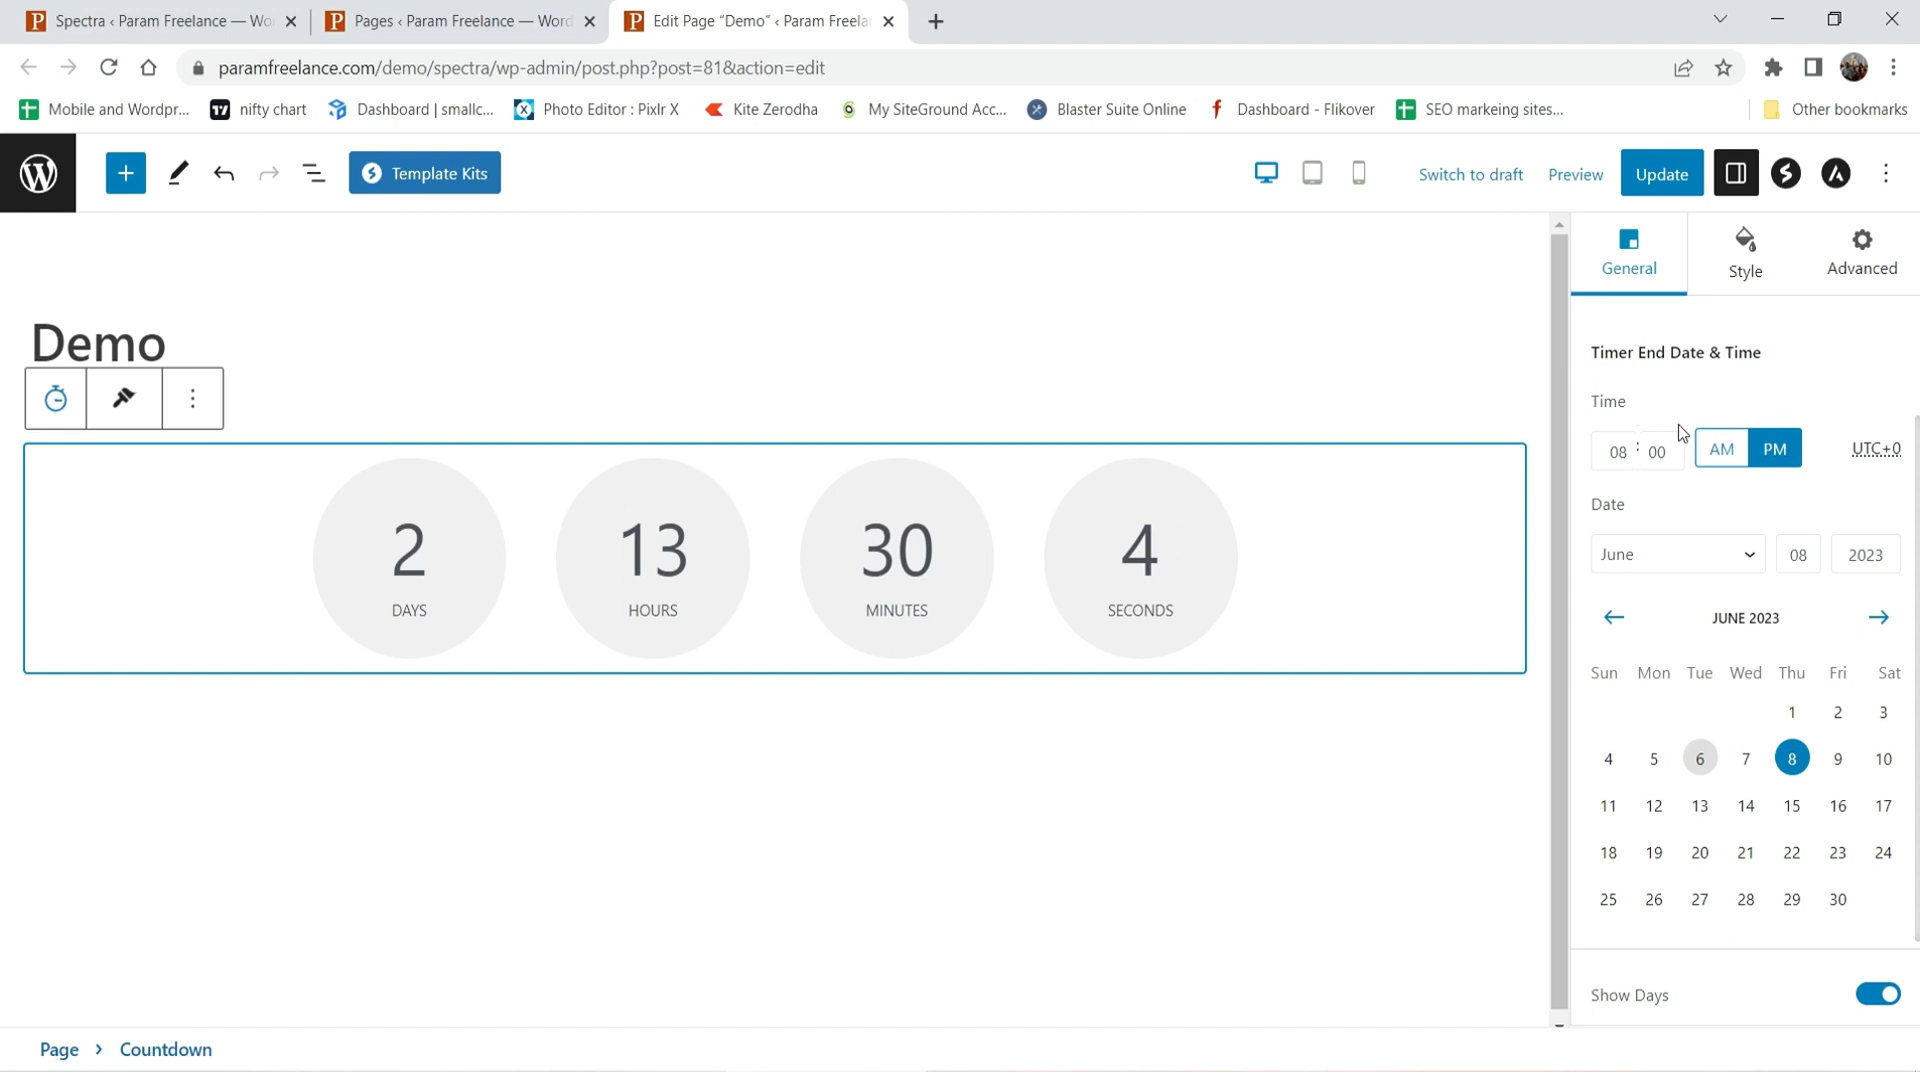 Spectra ‹ Param Freelance — Wor
Pages ‹ Param Freelance — Word
Edit Page “Demo” ‹ Param Freela
paramfreelance.com/demo/spectra/wp-admin/post.php?post=81&action=edit
Mobile and Wordpr...
nifty chart
Dashboard | smallc...
Photo Editor : Pixlr X
Kite Zerodha
My SiteGround Acc...
Blaster Suite Online
Dashboard - Flikover
SEO markeing sites...
Other bookmarks
Template Kits
Switch to draft
Preview
Update
General
Style
Advanced
Demo
Timer End Date & Time
Time
08 : 00 AM PM UTC+0
Date
June 08 2023
JUNE 2023
Sun Mon Tue Wed Thu Fri Sat
1 2 3
4 5 6 7 8 9 10
11 12 13 14 15 16 17
18 19 20 21 22 23 24
25 26 27 28 29 30
Show Days
2 13 30 4
DAYS HOURS MINUTES SECONDS
Page › Countdown